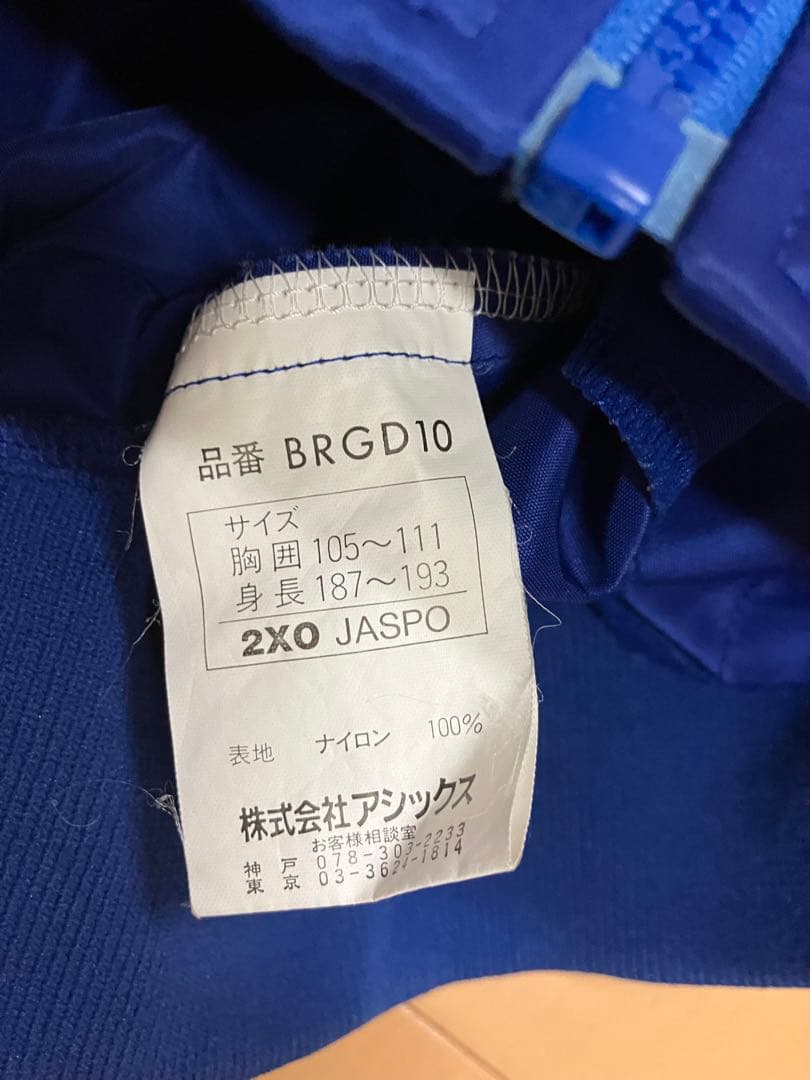 品番 BRGD10
サイズ
胸囲 105～111
身長 187～193
2XO JASPO
表地 ナイロン 100%
株式会社アシックス
お客様相談室
神戸 078-303-2233
東京 03-3624-1814